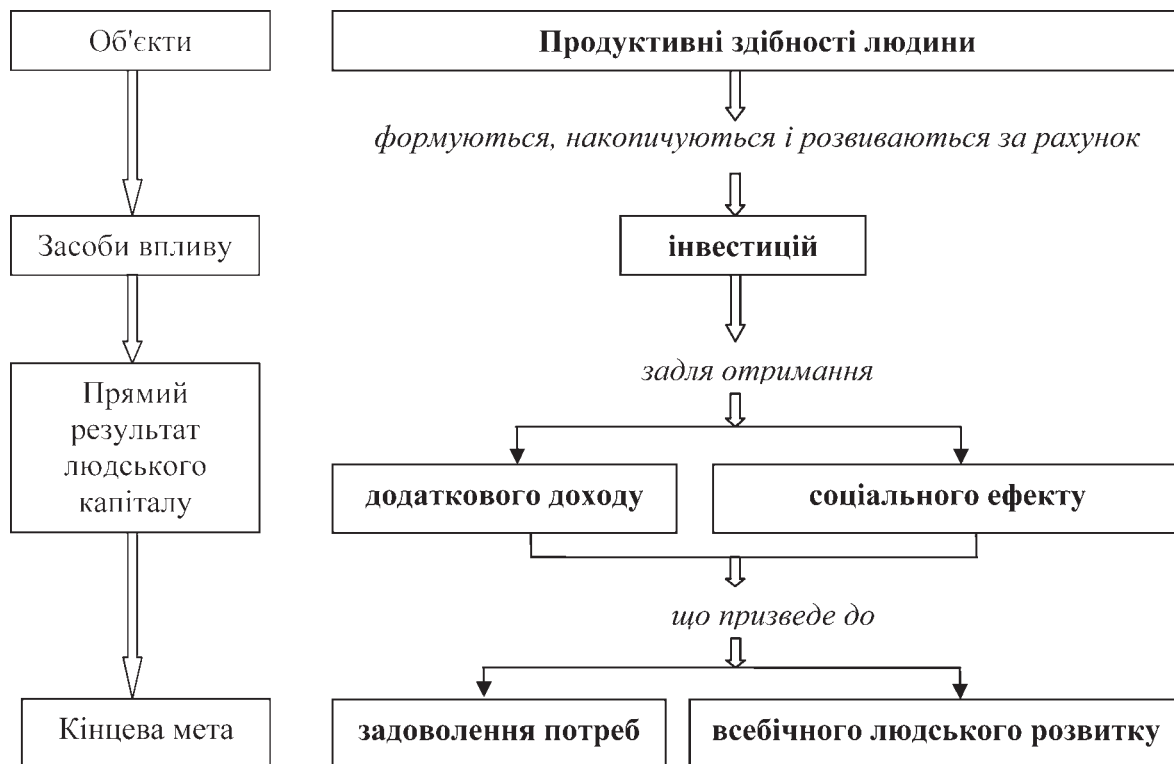 Об'єкти
Продуктивні здібності людини
формуються, накопичуються і розвиваються за рахунок
Засоби впливу
інвестицій
задля отримання
Прямий
результат
людського
капіталу
додаткового доходу
соціального ефекту
що призведе до
Кінцева мета
задоволення потреб
всебічного людського розвитку